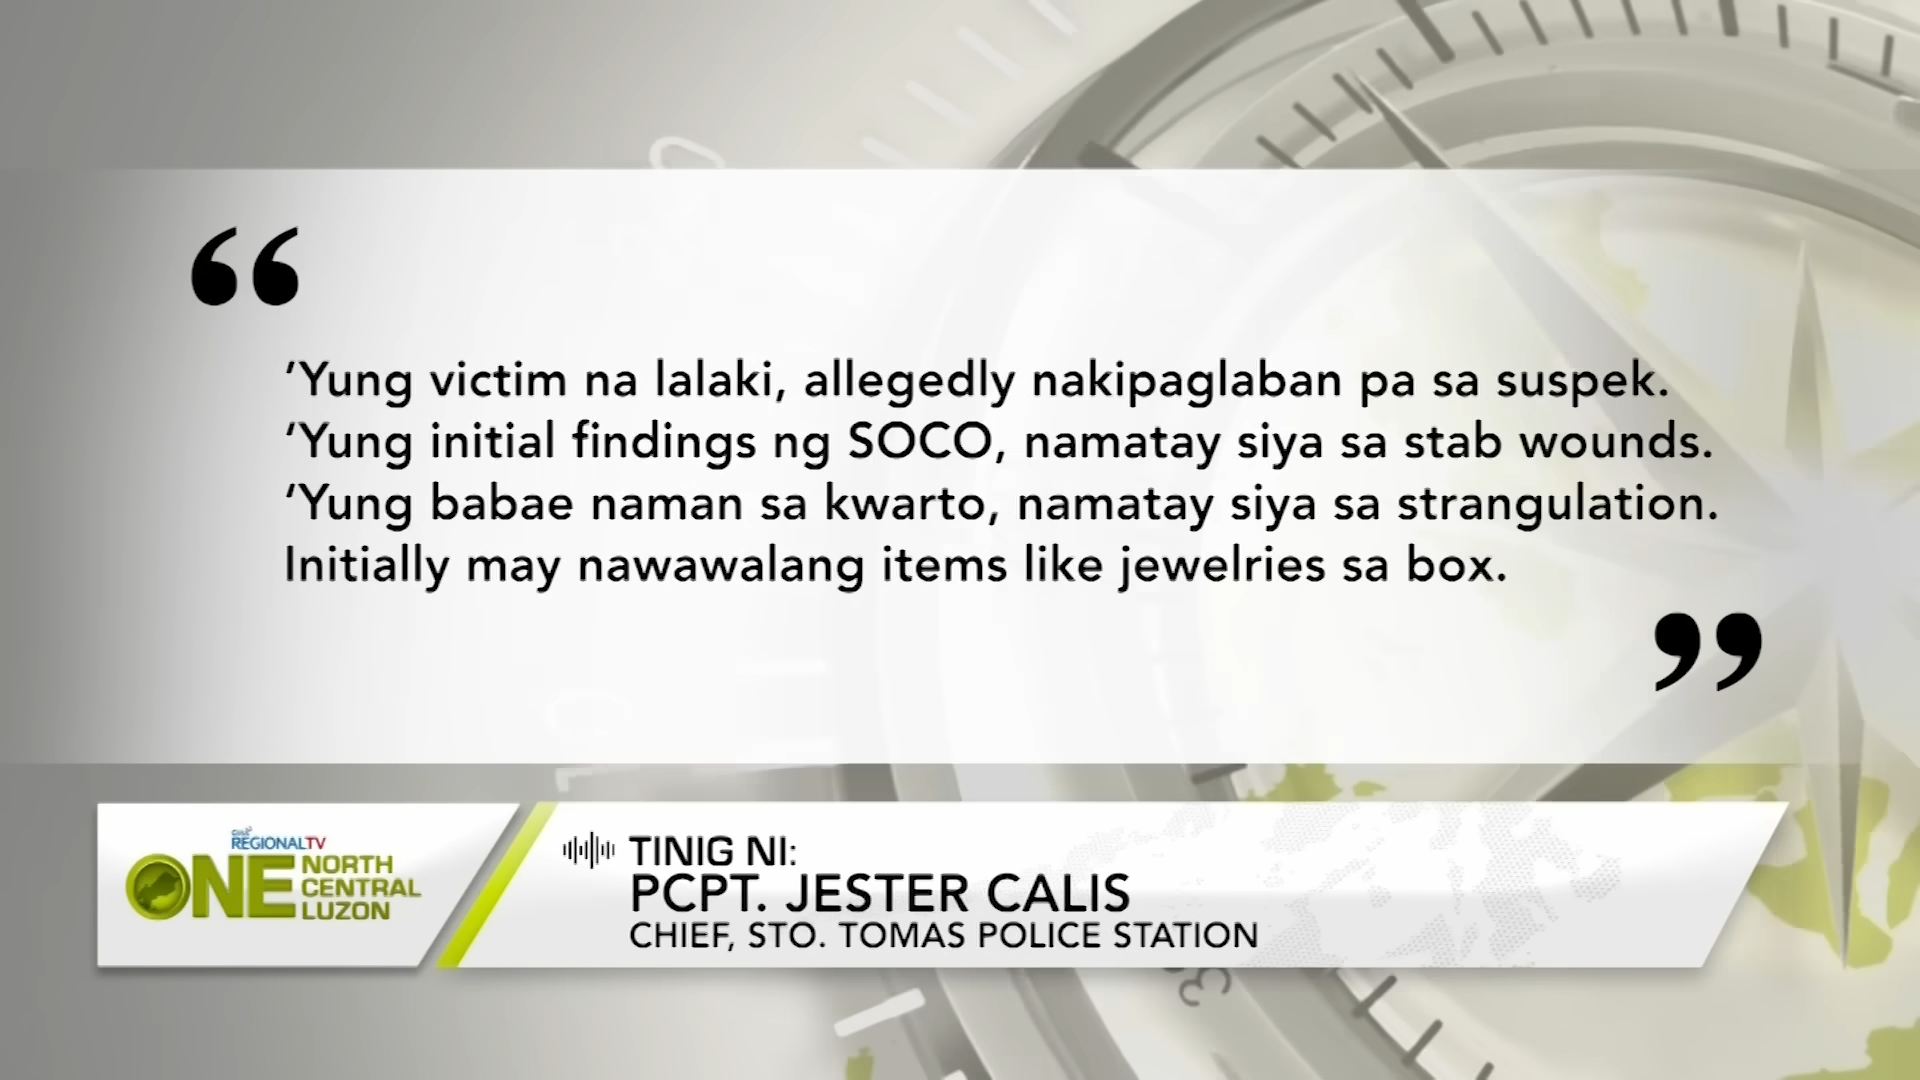 “
’Yung victim na lalaki, allegedly nakipaglaban pa sa suspek.
’Yung initial findings ng SOCO, namatay siya sa stab wounds.
‘Yung babae naman sa kwarto, namatay siya sa strangulation.
Initially may nawawalang items like jewelries sa box.
”
GMA
REGIONALTV
ONE NORTH
CENTRAL
LUZON
TINIG NI:
PCPT. JESTER CALIS
CHIEF, STO. TOMAS POLICE STATION